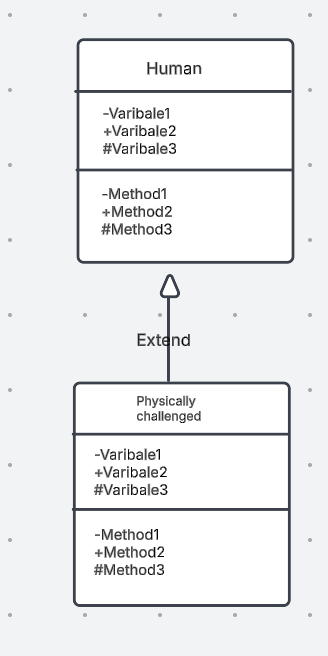 Human
-Varibale1
+Varibale2
#Varibale3
-Method1
+Method2
#Method3
Extend
Physically
challenged
-Varibale1
+Varibale2
#Varibale3
-Method1
+Method2
#Method3